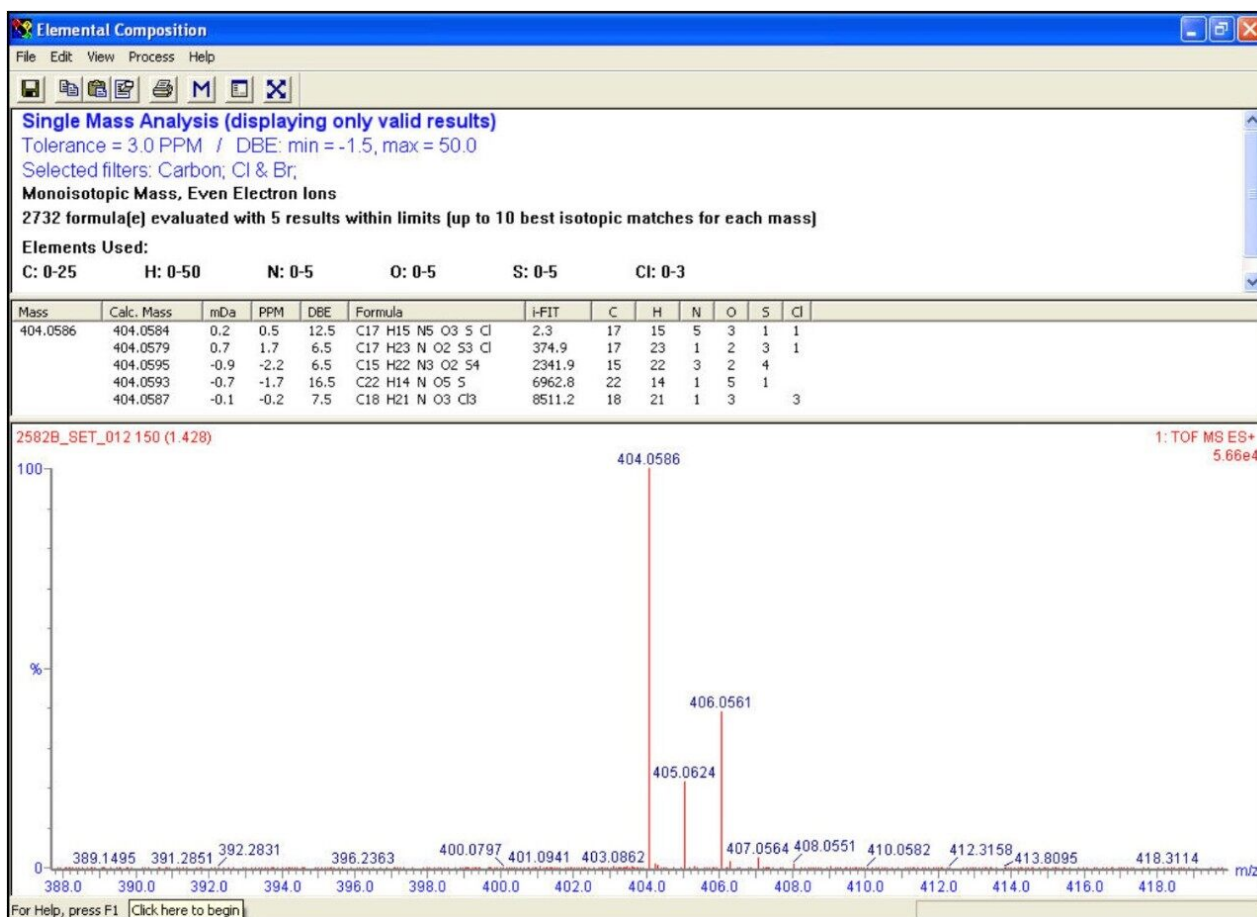 Elemental Composition
File Edit View Process Help
M
Single Mass Analysis (displaying only valid results)
Tolerance = 3.0 PPM / DBE: min = -1.5, max = 50.0
Selected filters: Carbon; Cl & Br;
Monoisotopic Mass, Even Electron Ions
2732 formula(e) evaluated with 5 results within limits (up to 10 best isotopic matches for each mass)
Elements Used:
C: 0-25 H: 0-50 N: 0-5 O: 0-5 S: 0-5 Cl: 0-3
Mass Calc. Mass mDa PPM DBE Formula i-FIT C H N O S Cl
404.0586 404.0584 0.2 0.5 12.5 C17 H15 N5 O3 S Cl 2.3 17 15 5 3 1 1
404.0579 0.7 1.7 6.5 C17 H23 N O2 S3 Cl 374.9 17 23 1 2 3 1
404.0595 -0.9 -2.2 6.5 C15 H22 N3 O2 S4 2341.9 15 22 3 2 4
404.0593 -0.7 -1.7 16.5 C22 H14 N O5 S 6962.8 22 14 1 5 1
404.0587 -0.1 -0.2 7.5 C18 H21 N O3 Cl3 8511.2 18 21 1 3 3
2582B_SET_012 150 (1.428) 1: TOF MS ES+
5.66e4
100
404.0586
%
406.0561
405.0624
389.1495 391.2851 392.2831 396.2363 400.0797 401.0941 403.0862 407.0564 408.0551 410.0582 412.3158 413.8095 418.3114
0
388.0 390.0 392.0 394.0 396.0 398.0 400.0 402.0 404.0 406.0 408.0 410.0 412.0 414.0 416.0 418.0 m/z
For Help, press F1 Click here to begin